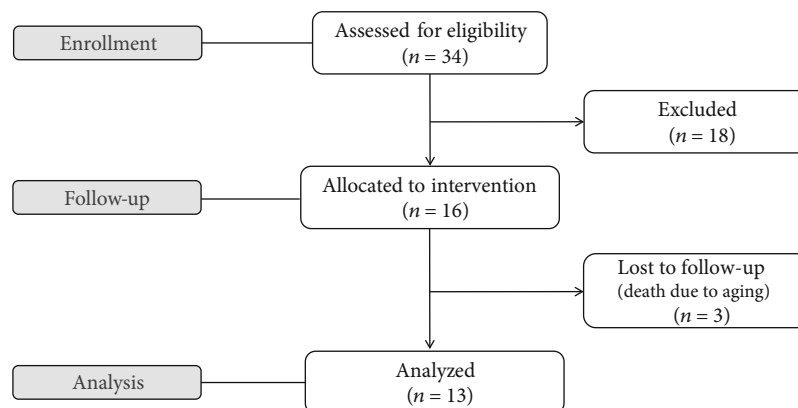 Enrollment
Assessed for eligibility
(n = 34)
Excluded
(n = 18)
Follow-up
Allocated to intervention
(n = 16)
Lost to follow-up
(death due to aging)
(n = 3)
Analysis
Analyzed
(n = 13)